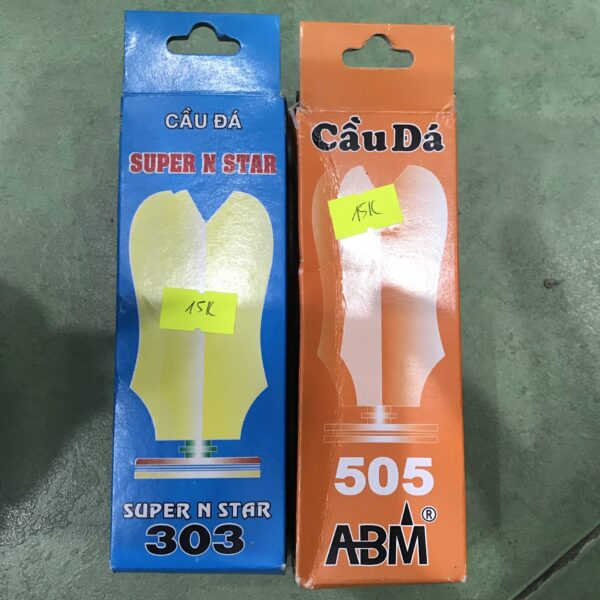 CẦU ĐÁ
SUPER N STAR
15K
SUPER N STAR
303
Cầu Đá
15K
505
ABM®